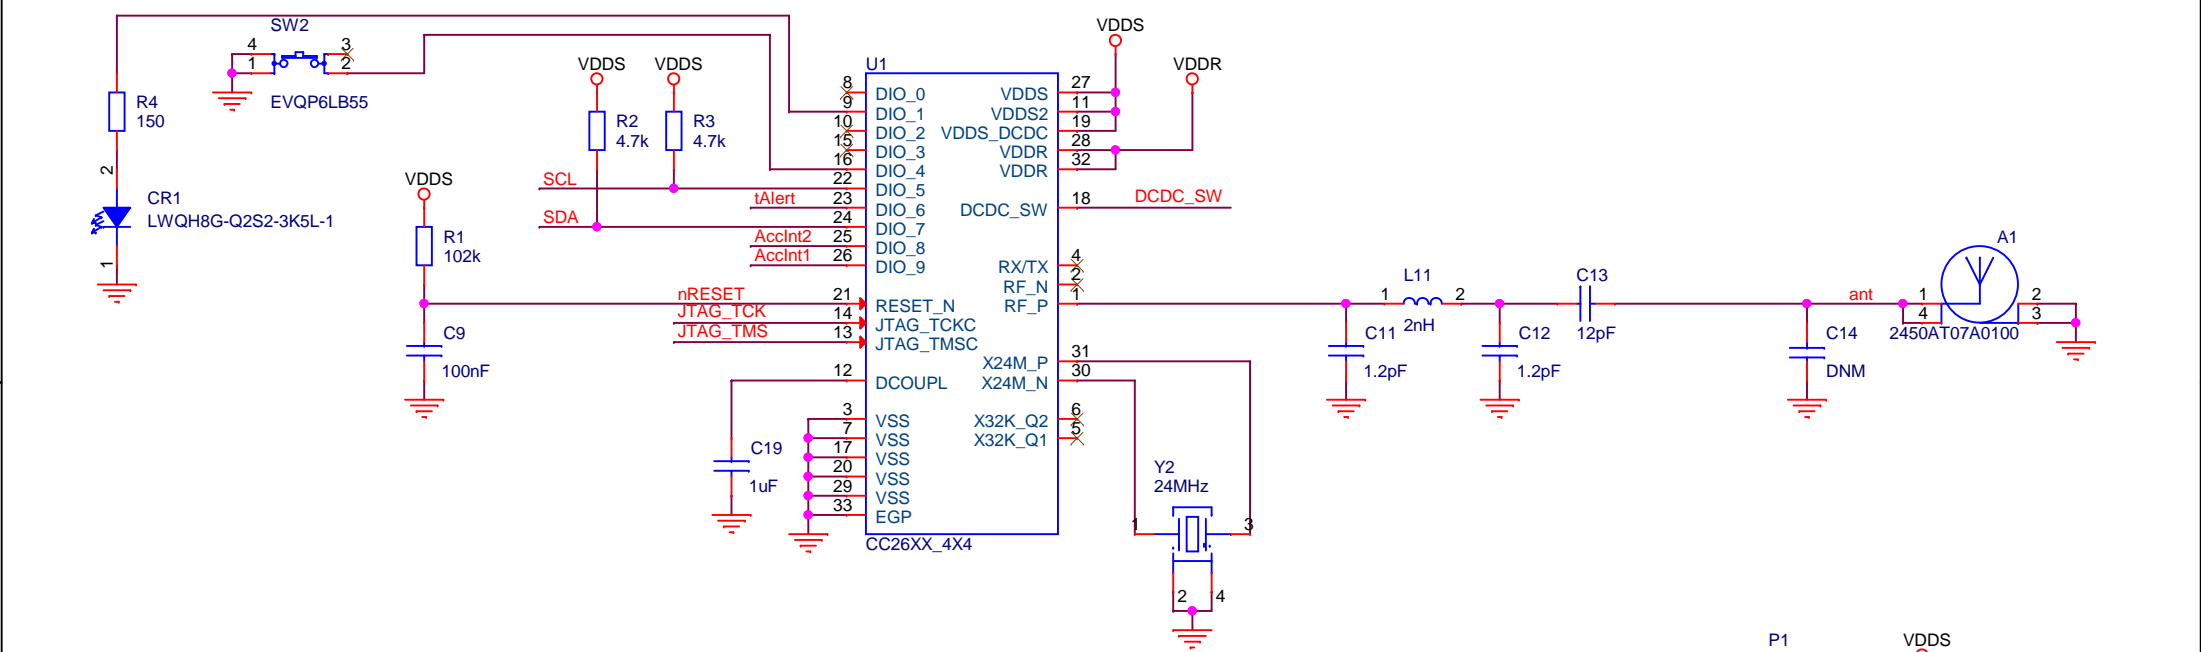 SW2
4
3
1
2
EVQP6LB55
R4
150
2
CR1
LWQH8G-Q2S2-3K5L-1
1
VDDS
R1
102k
C9
100nF
VDDS
VDDS
R2
4.7k
R3
4.7k
SCL
tAlert
SDA
AccInt2
AccInt1
nRESET
JTAG_TCK
JTAG_TMS
C19
1uF
U1
8
DIO_0
9
DIO_1
10
DIO_2
15
DIO_3
16
DIO_4
22
DIO_5
23
DIO_6
24
DIO_7
25
DIO_8
26
DIO_9
21
RESET_N
14
JTAG_TCKC
13
JTAG_TMSC
12
DCOUPL
3
VSS
7
VSS
17
VSS
20
VSS
29
VSS
33
EGP
CC26XX_4X4
VDDS
27
VDDS2
11
VDDS_DCDC
19
VDDR
28
VDDR
32
DCDC_SW
18
RX/TX
4
RF_N
2
RF_P
1
X24M_P
31
X24M_N
30
X32K_Q2
6
X32K_Q1
5
VDDS
VDDR
DCDC_SW
Y2
24MHz
1
3
2
4
L11
1
2
2nH
C11
1.2pF
C12
1.2pF
C13
12pF
C14
DNM
ant
A1
1
2
4
3
2450AT07A0100
P1
VDDS